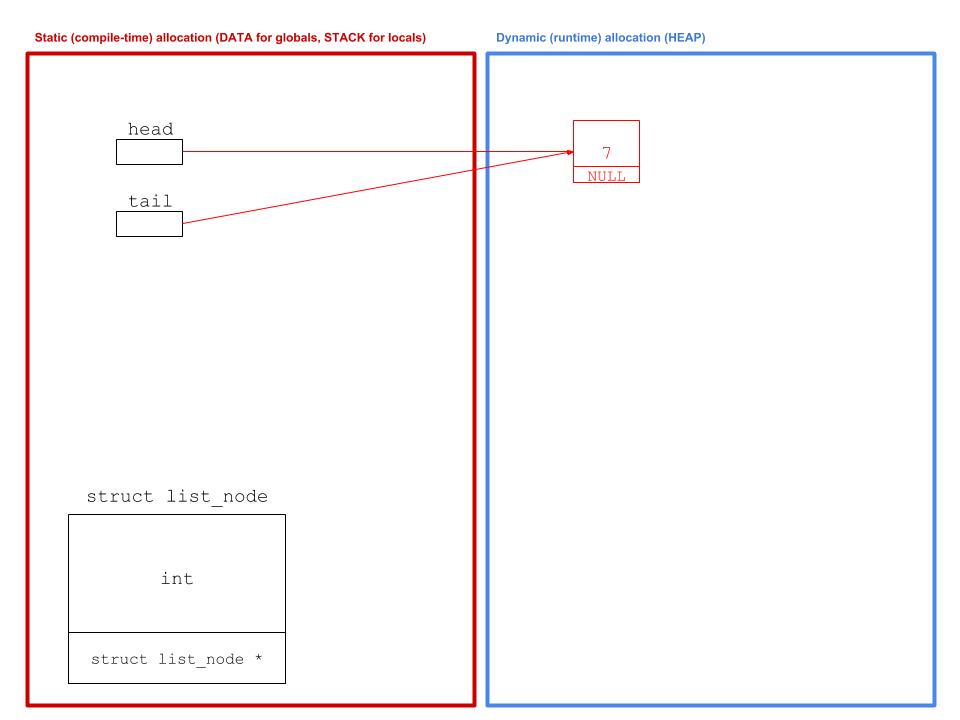 Static (compile-time) allocation (DATA for globals, STACK for locals)
Dynamic (runtime) allocation (HEAP)
head
7
NULL
tail
struct list_node
int
struct list_node *